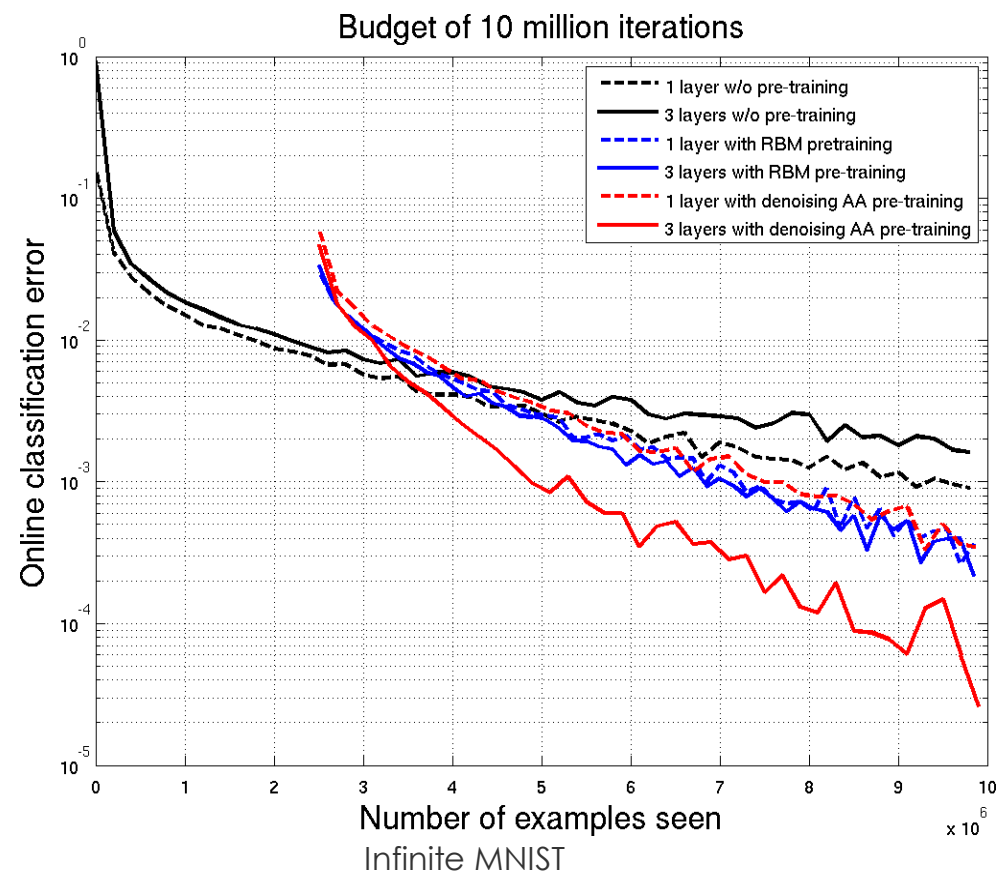 Budget of 10 million iterations
10^0
10^-1
10^-2
10^-3
10^-4
10^-5
Online classification error
1 layer w/o pre-training
3 layers w/o pre-training
1 layer with RBM pretraining
3 layers with RBM pre-training
1 layer with denoising AA pre-training
3 layers with denoising AA pre-training
0 1 2 3 4 5 6 7 8 9 10
x 10^6
Number of examples seen
Infinite MNIST